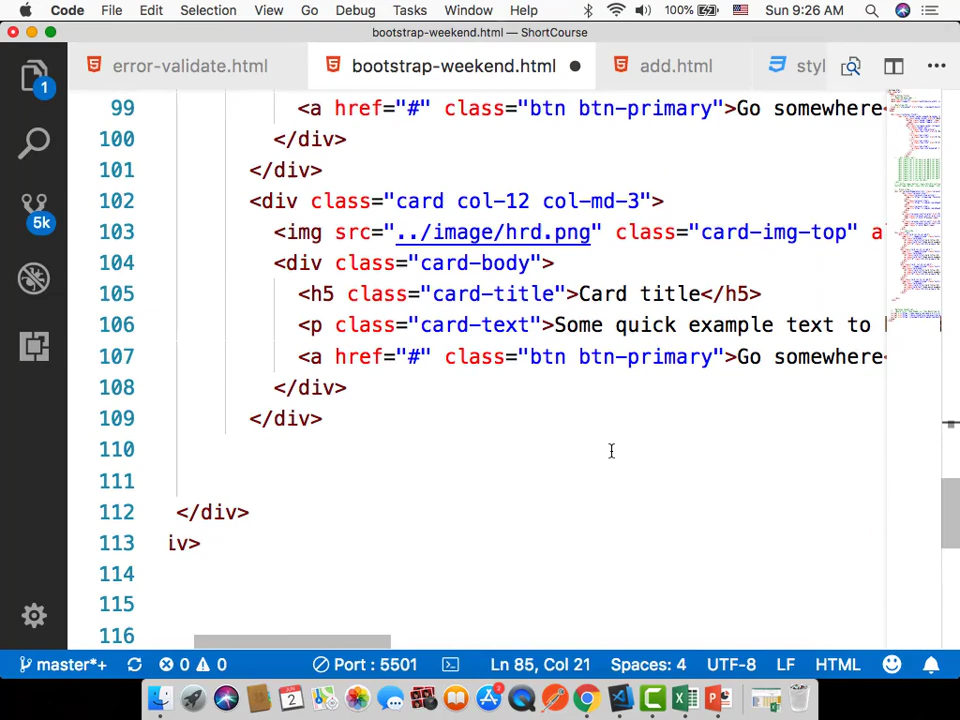 Code File Edit Selection View Go Debug Tasks Window Help 100% Sun 9:26 AM
bootstrap-weekend.html — ShortCourse
error-validate.html bootstrap-weekend.html ● add.html styl
1
5k
99 <a href="#" class="btn btn-primary">Go somewhere<
100 </div>
101 </div>
102 <div class="card col-12 col-md-3">
103 <img src="../image/hrd.png" class="card-img-top" a
104 <div class="card-body">
105 <h5 class="card-title">Card title</h5>
106 <p class="card-text">Some quick example text to
107 <a href="#" class="btn btn-primary">Go somewhere<
108 </div>
109 </div>
110
111
112 </div>
113 iv>
114
115
116
master*+ 0 0 Port : 5501 Ln 85, Col 21 Spaces: 4 UTF-8 LF HTML